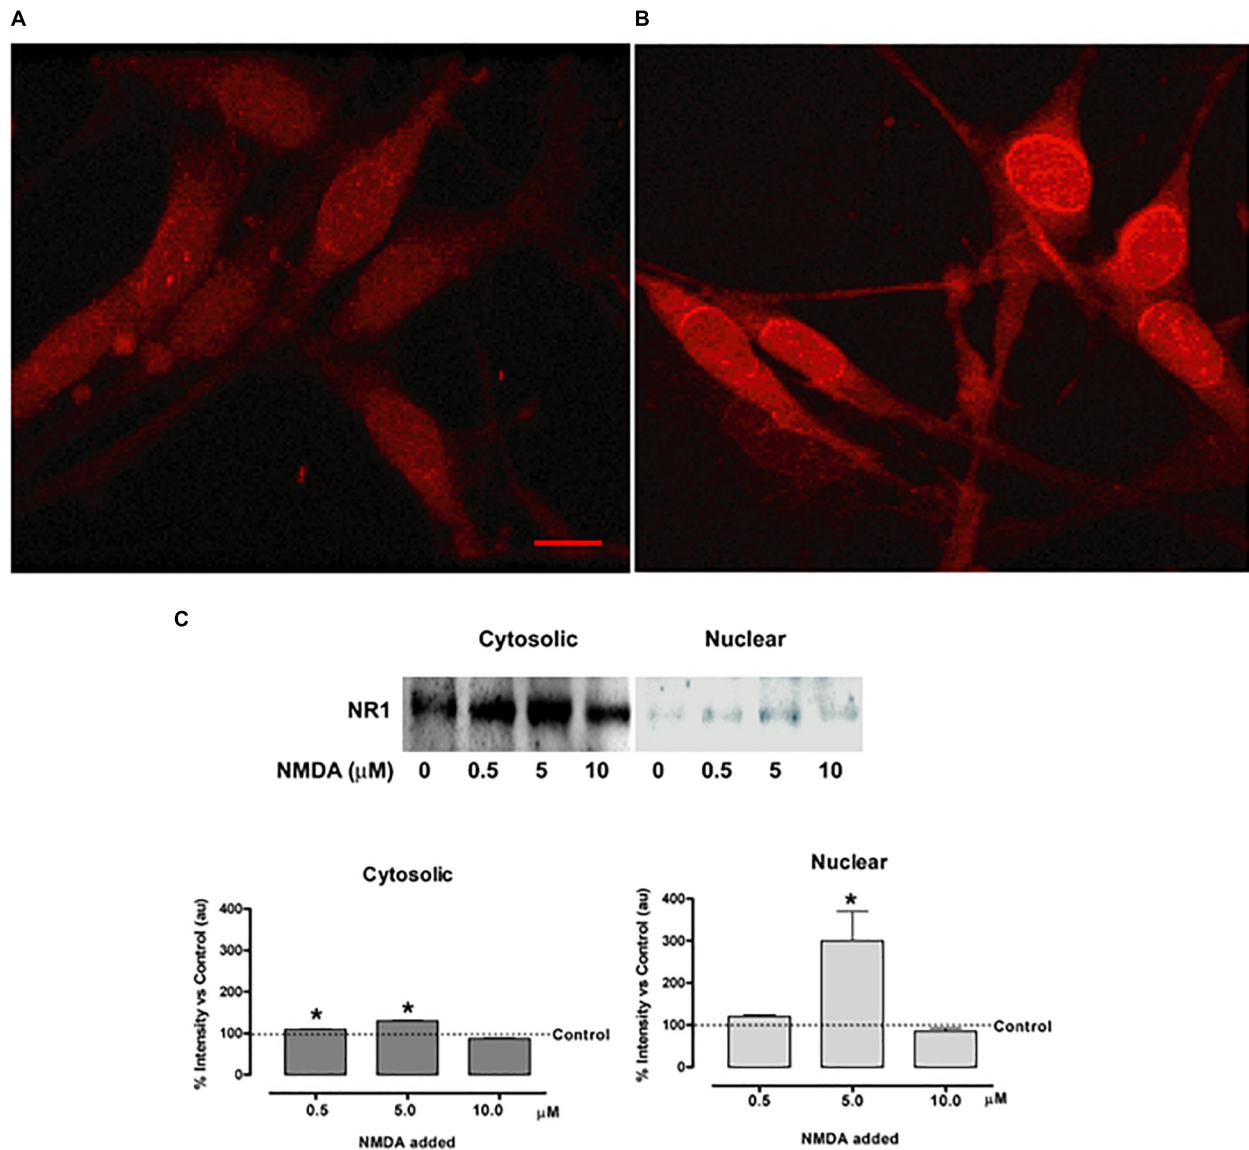 A B
C
Cytosolic Nuclear
NR1
NMDA (μM) 0 0.5 5 10 0 0.5 5 10
Cytosolic
% Intensity vs Control (au)
400
300
200
100
0
* *
Control
0.5 5.0 10.0 μM
NMDA added
Nuclear
% Intensity vs Control (au)
400
300
200
100
0
*
Control
0.5 5.0 10.0 μM
NMDA added